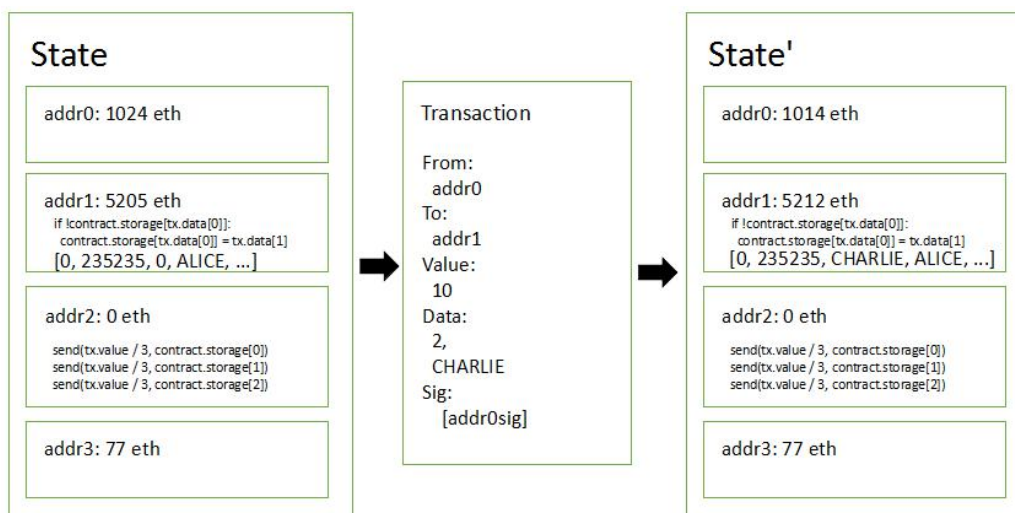 State
addr0: 1024 eth
addr1: 5205 eth
if !contract.storage[tx.data[0]]:
contract.storage[tx.data[0]] = tx.data[1]
[0, 235235, 0, ALICE, ...]
addr2: 0 eth
send(tx.value / 3, contract.storage[0])
send(tx.value / 3, contract.storage[1])
send(tx.value / 3, contract.storage[2])
addr3: 77 eth
Transaction
From:
addr0
To:
addr1
Value:
10
Data:
2,
CHARLIE
Sig:
[addr0sig]
State'
addr0: 1014 eth
addr1: 5212 eth
if !contract.storage[tx.data[0]]:
contract.storage[tx.data[0]] = tx.data[1]
[0, 235235, CHARLIE, ALICE, ...]
addr2: 0 eth
send(tx.value / 3, contract.storage[0])
send(tx.value / 3, contract.storage[1])
send(tx.value / 3, contract.storage[2])
addr3: 77 eth